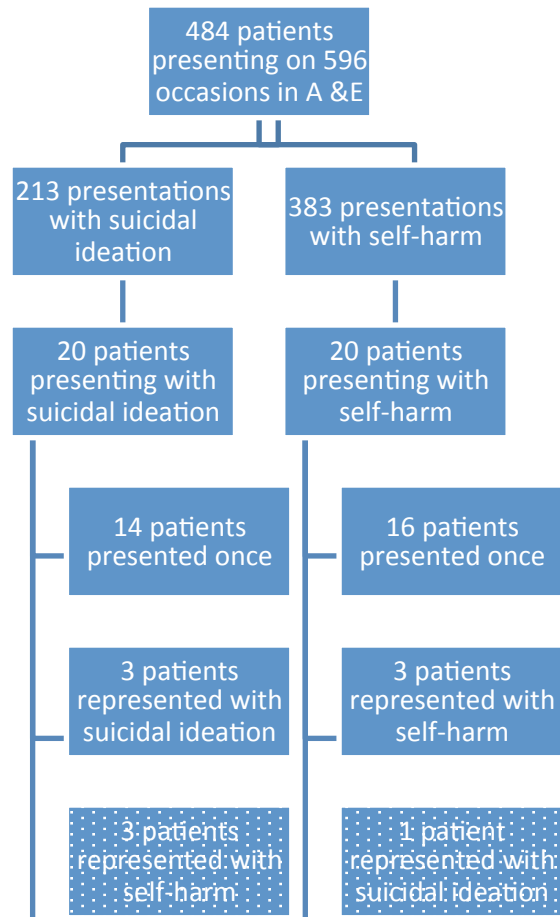 484 patients
presenting on 596
occasions in A &E
213 presentations
with suicidal
ideation
383 presentations
with self-harm
20 patients
presenting with
suicidal ideation
20 patients
presenting with
self-harm
14 patients
presented once
16 patients
presented once
3 patients
represented with
suicidal ideation
3 patients
represented with
self-harm
3 patients
represented with
self-harm
1 patient
represented with
suicidal ideation